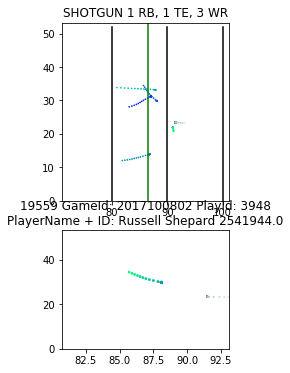 SHOTGUN 1 RB, 1 TE, 3 WR
50
40
30
20
10
0
80 90 100
19559 GameId: 2017100802 PlayId: 3948
PlayerName + ID: Russell Shepard 2541944.0
40
20
0
82.5 85.0 87.5 90.0 92.5